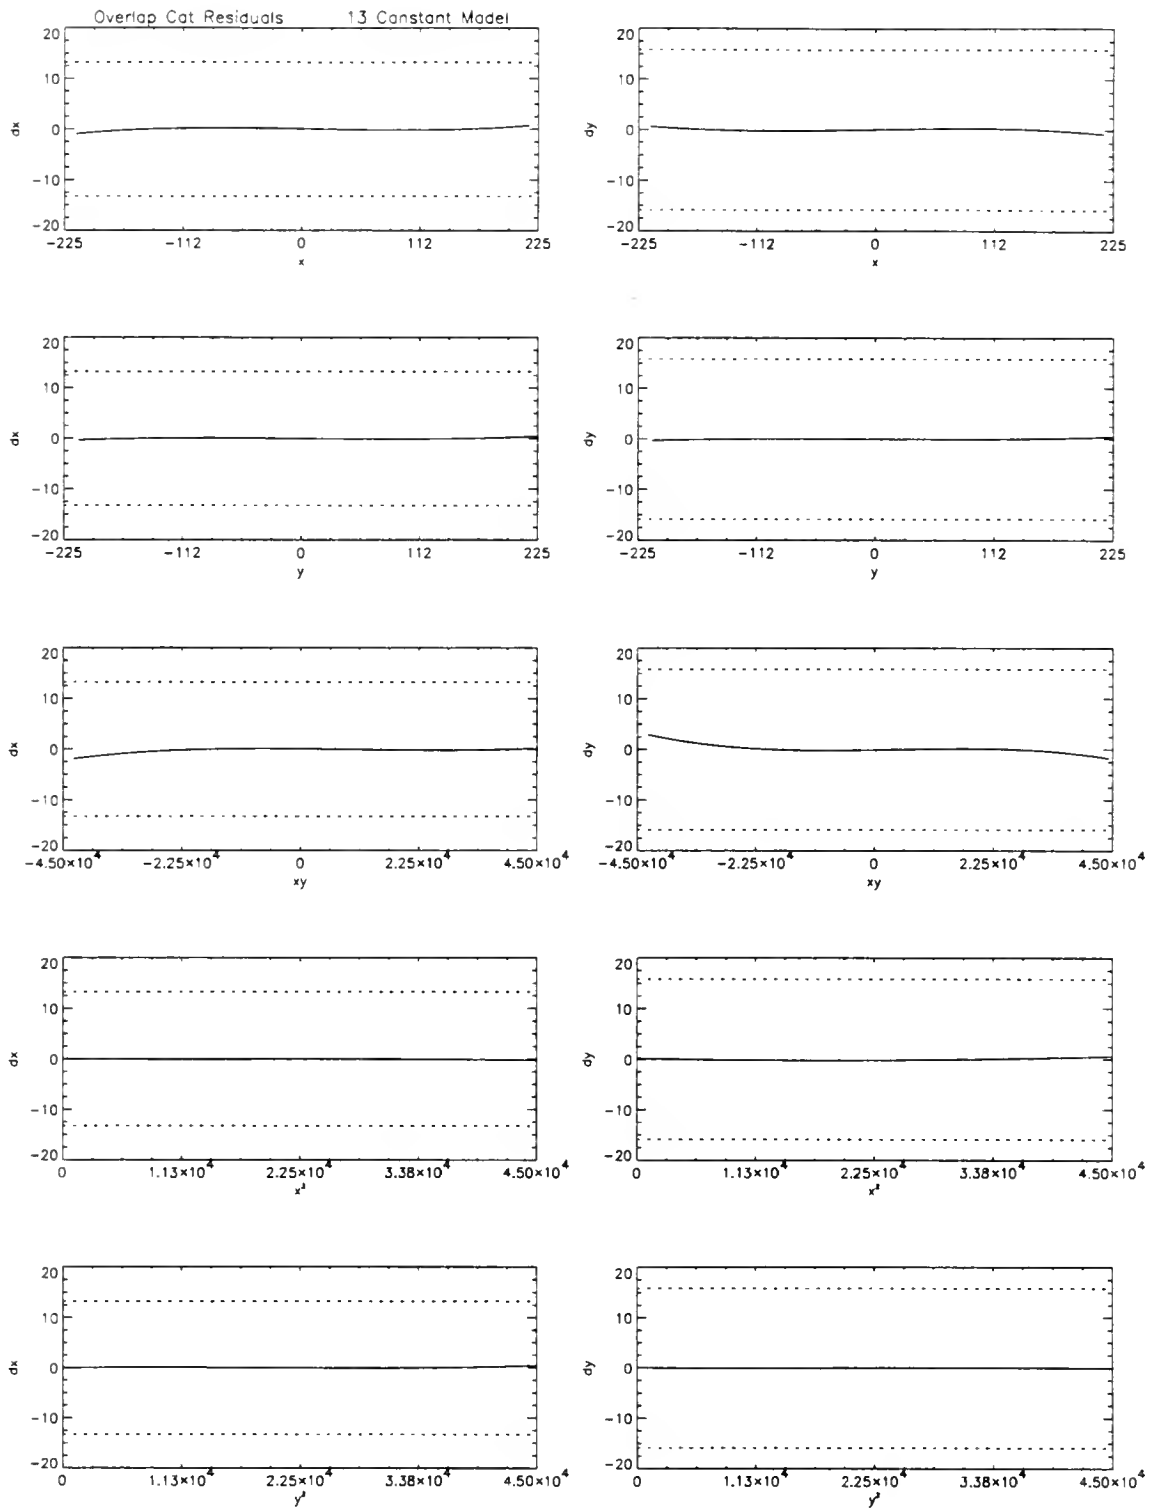 Overlap Cat Residuals 13 Constant Model
20 20
10 10
dx 0 dy 0
-10 -10
-20 -20
-225 -112 0 112 225 -225 -112 0 112 225
x x
20 20
10 10
dx 0 dy 0
-10 -10
-20 -20
-225 -112 0 112 225 -225 -112 0 112 225
y y
20 20
10 10
dx 0 dy 0
-10 -10
-20 -20
-4.50×10⁴ -2.25×10⁴ 0 2.25×10⁴ 4.50×10⁴ -4.50×10⁴ -2.25×10⁴ 0 2.25×10⁴ 4.50×10⁴
xy xy
20 20
10 10
dx 0 dy 0
-10 -10
-20 -20
0 1.13×10⁴ 2.25×10⁴ 3.38×10⁴ 4.50×10⁴ 0 1.13×10⁴ 2.25×10⁴ 3.38×10⁴ 4.50×10⁴
x² x²
20 20
10 10
dx 0 dy 0
-10 -10
-20 -20
0 1.13×10⁴ 2.25×10⁴ 3.38×10⁴ 4.50×10⁴ 0 1.13×10⁴ 2.25×10⁴ 3.38×10⁴ 4.50×10⁴
y² y²